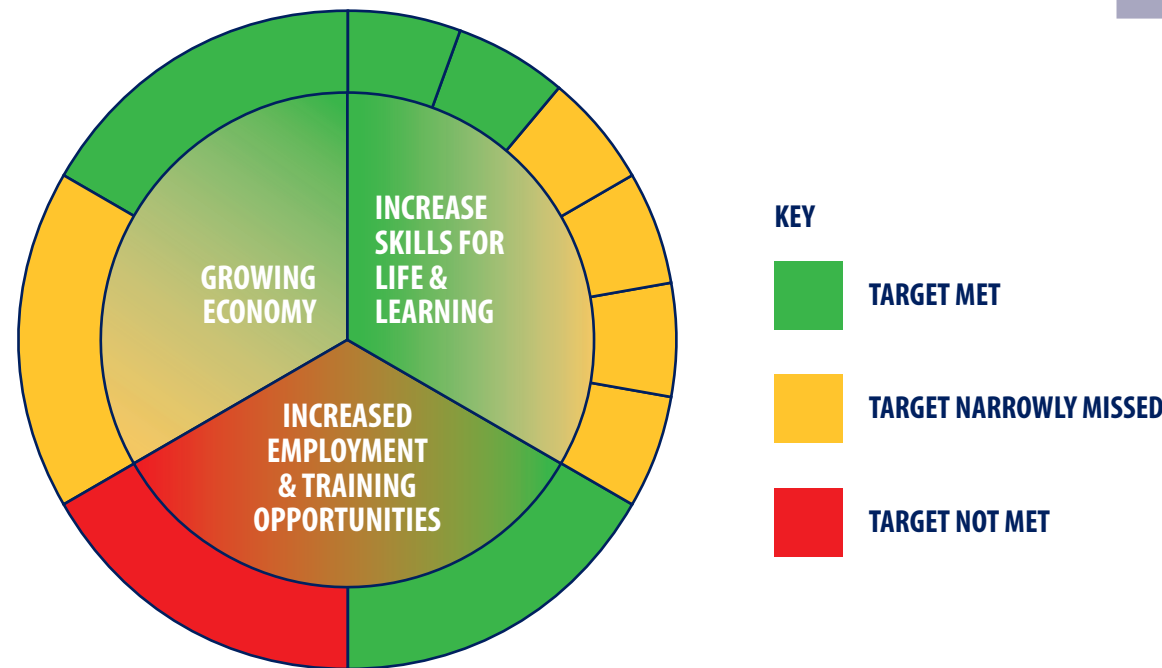 INCREASE
SKILLS FOR
LIFE &
LEARNING
GROWING
ECONOMY
INCREASED
EMPLOYMENT
& TRAINING
OPPORTUNITIES
KEY
TARGET MET
TARGET NARROWLY MISSED
TARGET NOT MET